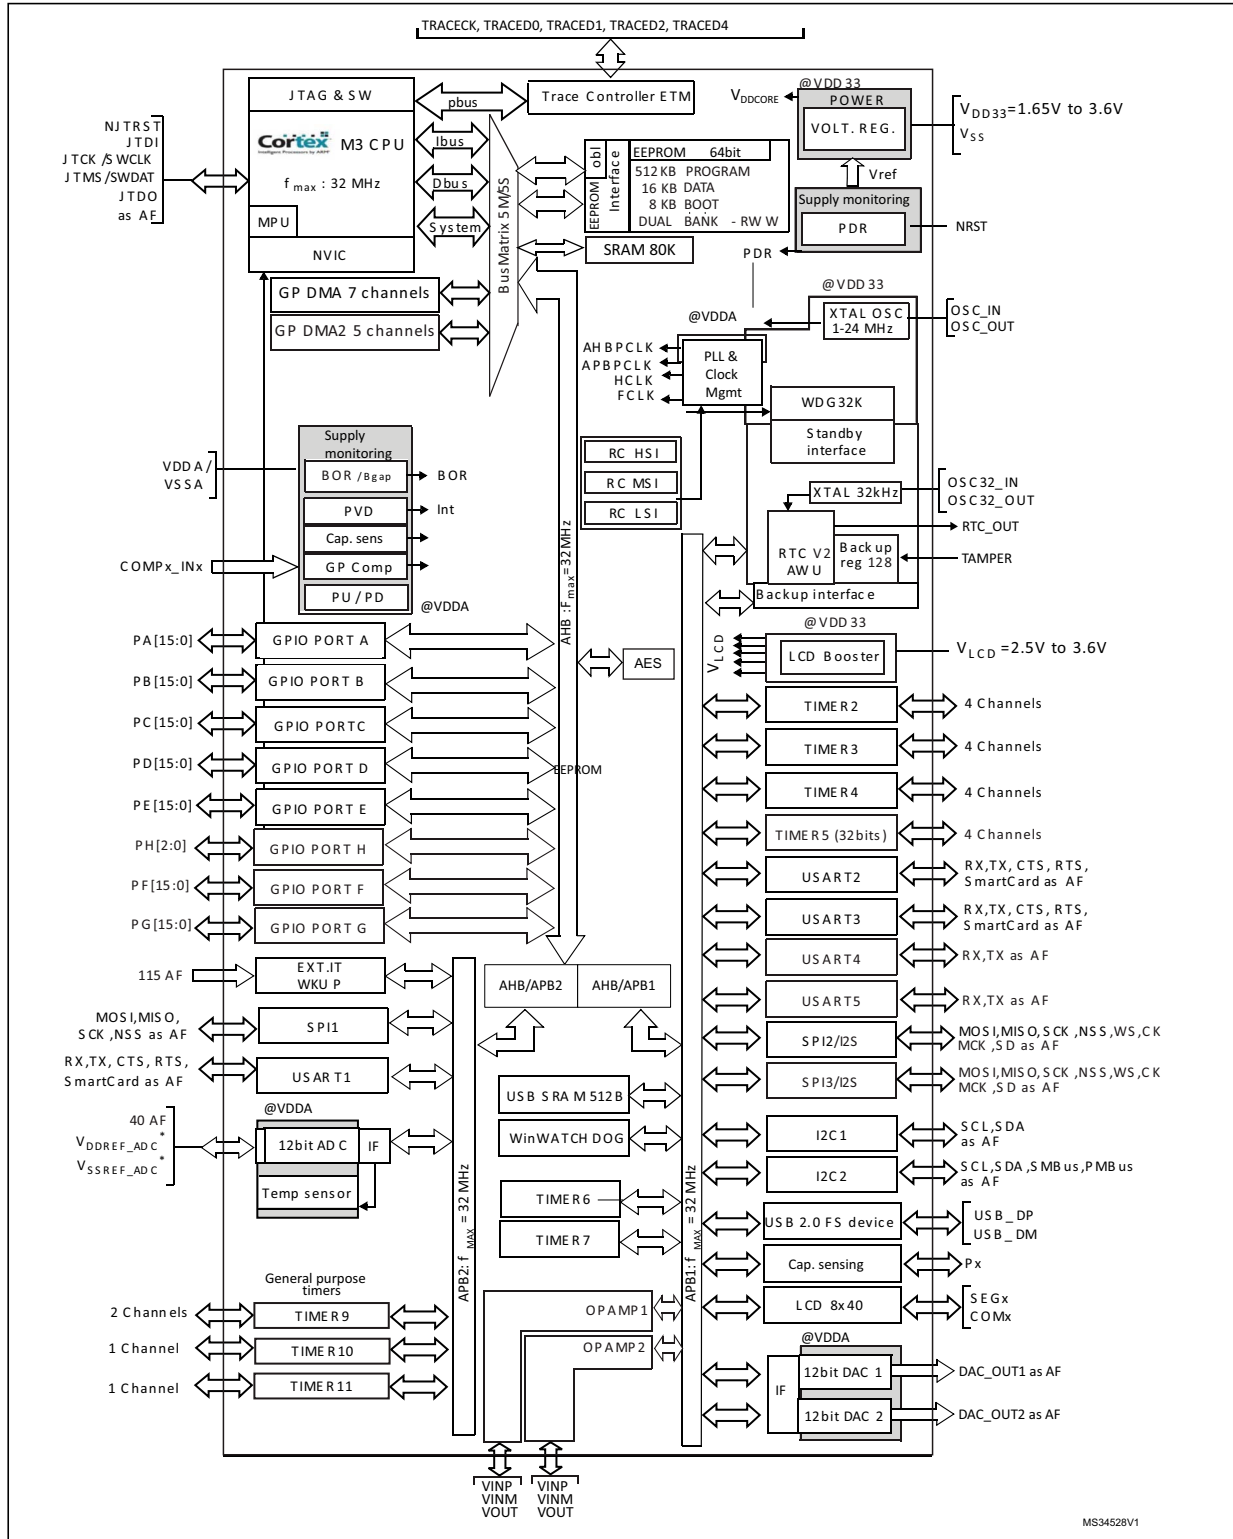 TRACECK, TRACED0, TRACED1, TRACED2, TRACED4
JTAG & SW
pbus
Trace Controller ETM
NJTRST
JTDI
JTCK /SWCLK
JTMS /SWDAT
JTDO
as AF
Cortex
M3 CPU
fmax : 32 MHz
MPU
NVIC
Ibus
Dbus
System
BusMatrix 5 M/5S
EEPROM
obl
Interface
EEPROM 64bit
512 KB PROGRAM
16 KB DATA
8 KB BOOT
DUAL BANK - RW W
SRAM 80K
@VDD 33
VDDCORE
POWER
VOLT. REG.
VDD33=1.65V to 3.6V
VSS
Vref
Supply monitoring
PDR
NRST
PDR
GP DMA 7 channels
GP DMA2 5 channels
@VDDA
@VDD 33
XTAL OSC
1-24 MHz
OSC_IN
OSC_OUT
AHBPCLK
APBPCLK
HCLK
FCLK
PLL &
Clock
Mgmt
WDG32K
Standby
interface
RC HSI
RC MSI
RC LSI
XTAL 32kHz
OSC32_IN
OSC32_OUT
RTC_OUT
RTC V2
AWU
Backup
reg 128
TAMPER
Backup interface
VDDA/
VSSA
Supply
monitoring
BOR /Bgap
BOR
PVD
Int
Cap. sens
COMPx_INx
GP Comp
PU / PD
@VDDA
AHB : Fmax = 32 MHz
PA[15:0]
GPIO PORT A
PB[15:0]
GPIO PORT B
PC[15:0]
GPIO PORTC
PD[15:0]
GPIO PORT D
EEPROM
PE[15:0]
GPIO PORT E
PH[2:0]
GPIO PORT H
PF[15:0]
GPIO PORT F
PG[15:0]
GPIO PORT G
AES
@VDD 33
VLCD
LCD Booster
VLCD =2.5V to 3.6V
TIMER2
4 Channels
TIMER3
4 Channels
TIMER4
4 Channels
TIMER5 (32bits)
4 Channels
USART2
RX,TX, CTS, RTS,
SmartCard as AF
USART3
RX,TX, CTS, RTS,
SmartCard as AF
USART4
RX,TX as AF
USART5
RX,TX as AF
SPI2/I2S
MOSI,MISO,SCK ,NSS,WS,CK
MCK ,SD as AF
SPI3/I2S
MOSI,MISO,SCK ,NSS,WS,CK
MCK ,SD as AF
I2C1
SCL,SDA
as AF
I2C2
SCL,SDA ,SMBus,PMBus
as AF
USB 2.0 FS device
USB_DP
USB_DM
Cap. sensing
Px
LCD 8x40
SEGx
COMx
@VDDA
IF
12bit DAC 1
DAC_OUT1 as AF
12bit DAC 2
DAC_OUT2 as AF
115 AF
EXT.IT
WKU P
AHB/APB2
AHB/APB1
MOSI,MISO,
SCK ,NSS as AF
SPI1
RX,TX, CTS, RTS,
SmartCard as AF
USART1
@VDDA
40 AF
VDDREF_ADC*
VSSREF_ADC*
12bit ADC
IF
Temp sensor
APB2: fMAX = 32 MHz
USB SRAM 512B
WinWATCH DOG
TIMER6
TIMER7
APB1: fMAX = 32 MHz
General purpose
timers
2 Channels
TIMER9
1 Channel
TIMER10
1 Channel
TIMER11
OPAMP1
OPAMP2
VINP
VINM
VOUT
VINP
VINM
VOUT
MS34528V1